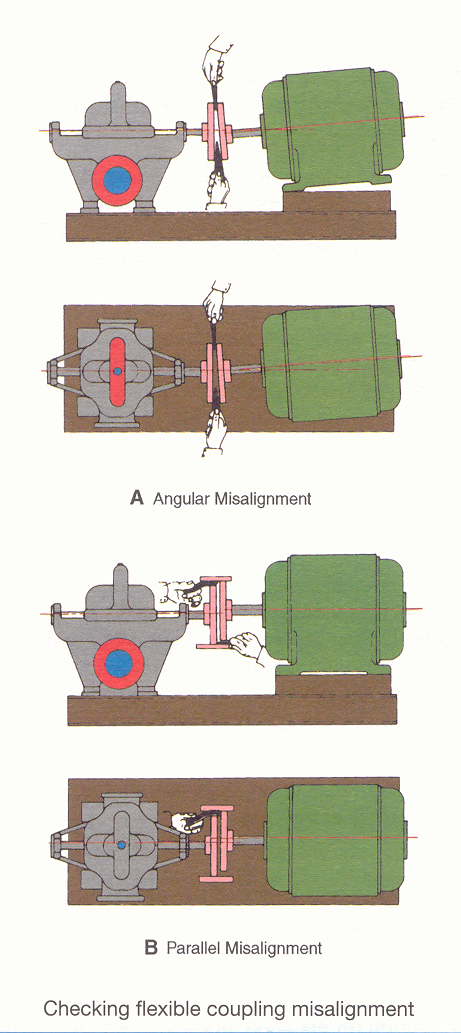 A Angular Misalignment
B Parallel Misalignment
Checking flexible coupling misalignment